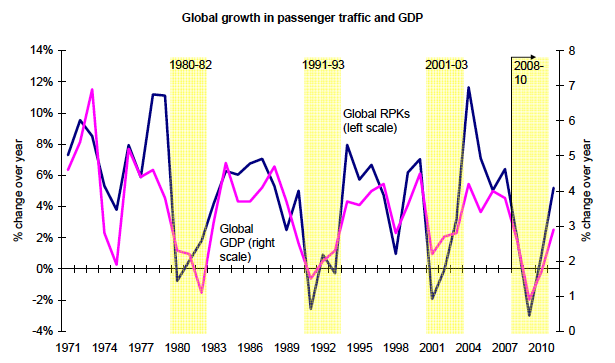 Global growth in passenger traffic and GDP
14%
12%
10%
8%
6%
4%
2%
0%
-2%
-4%
% change over year
1980-82
1991-93
2001-03
2008-
10
Global RPKs
(left scale)
Global
GDP (right
scale)
8
7
6
5
4
3
2
1
0
% change over year
1971 1974 1977 1980 1983 1986 1989 1992 1995 1998 2001 2004 2007 2010